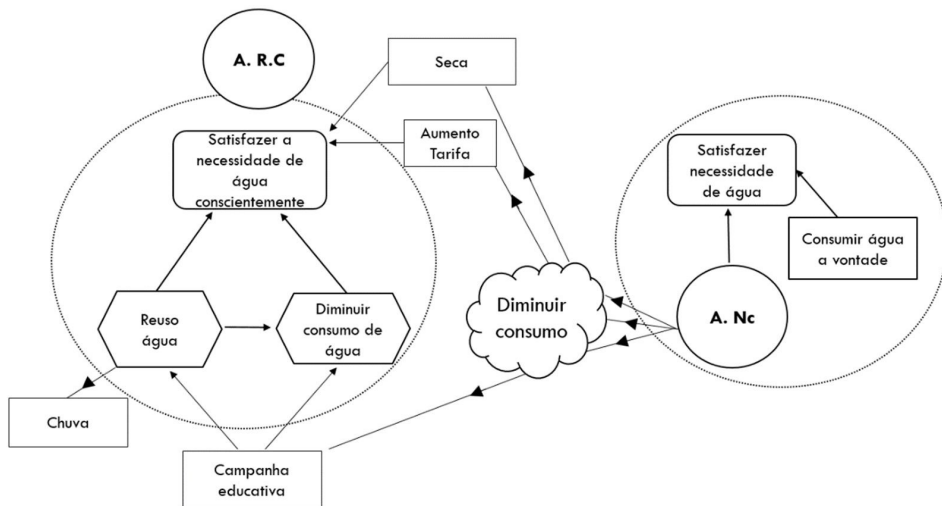 A. R.C
Seca
Satisfazer a
necessidade de
água
conscientemente
Aumento
Tarifa
Satisfazer
necessidade
de água
Consumir água
a vontade
Diminuir
consumo
A. Nc
Reuso
água
Diminuir
consumo de
água
Chuva
Campanha
educativa